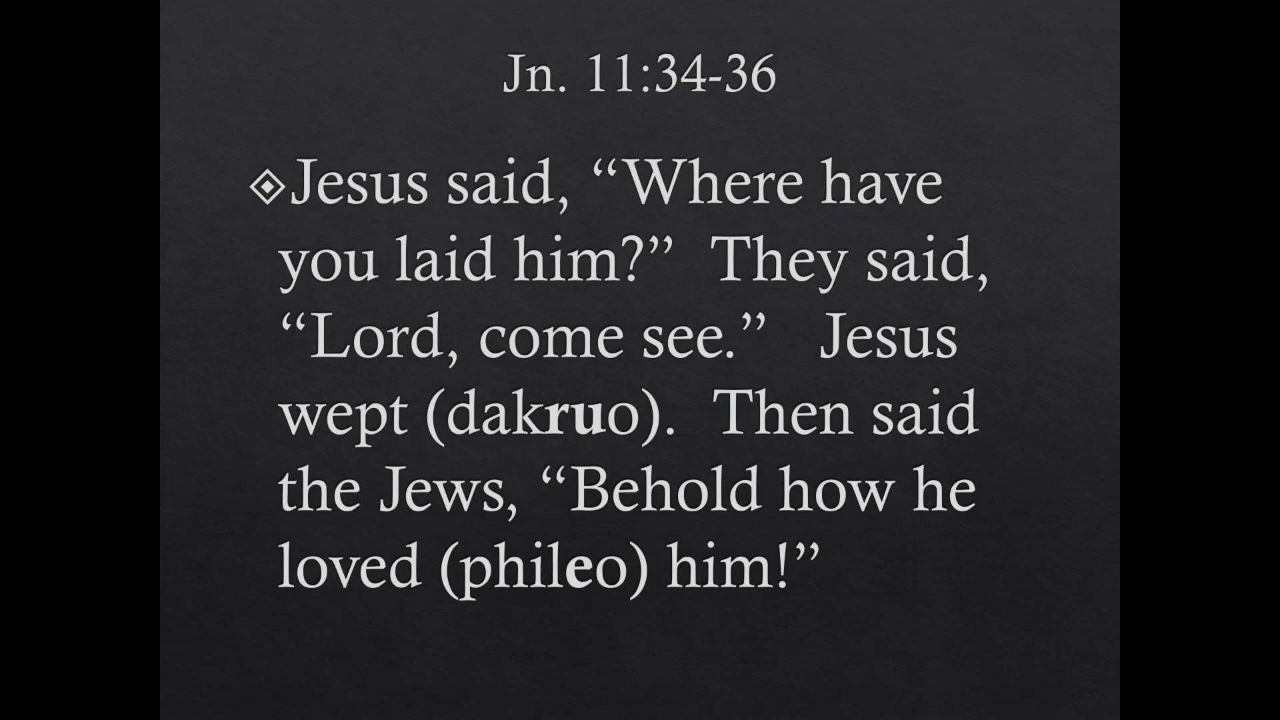 Jn. 11:34-36
Jesus said, “Where have
you laid him?”  They said,
“Lord, come see.”   Jesus
wept (dakruo).  Then said
the Jews, “Behold how he
loved (phileo) him!”